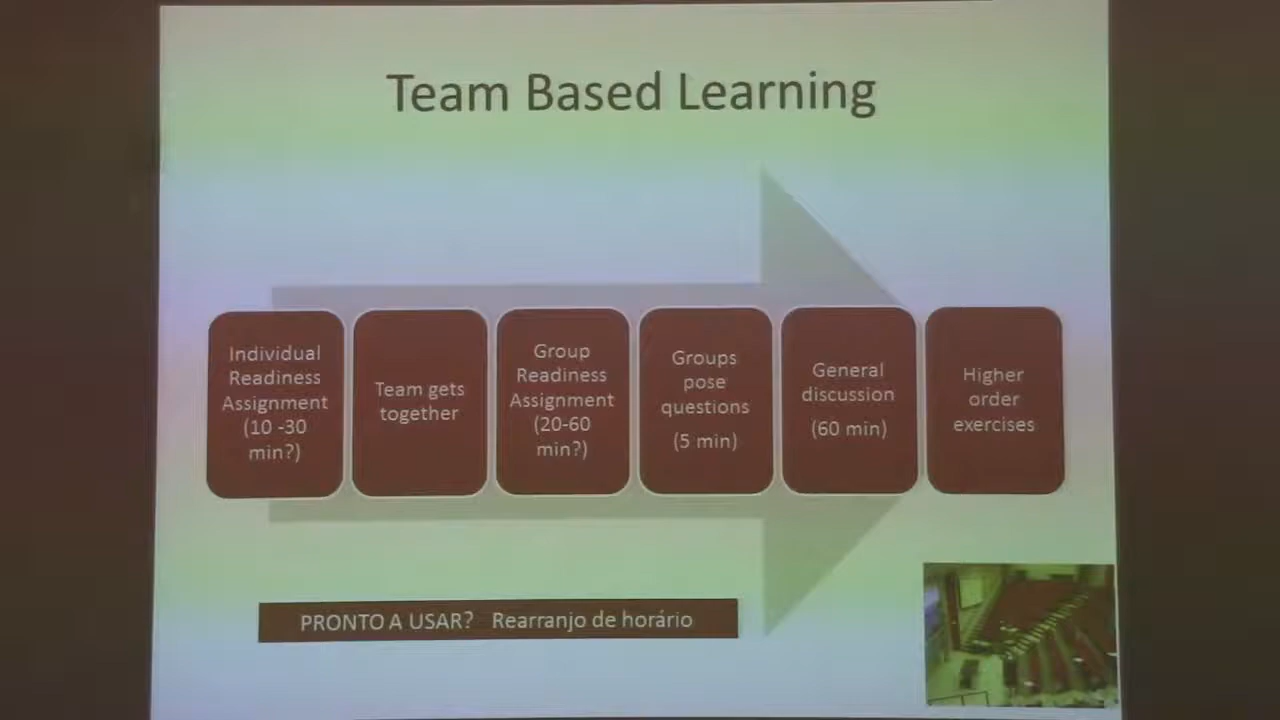 Team Based Learning
Individual
Readiness
Assignment
(10 -30
min?)
Team gets
together
Group
Readiness
Assignment
(20-60
min?)
Groups
pose
questions
(5 min)
General
discussion
(60 min)
Higher
order
exercises
PRONTO A USAR? Rearranjo de horário